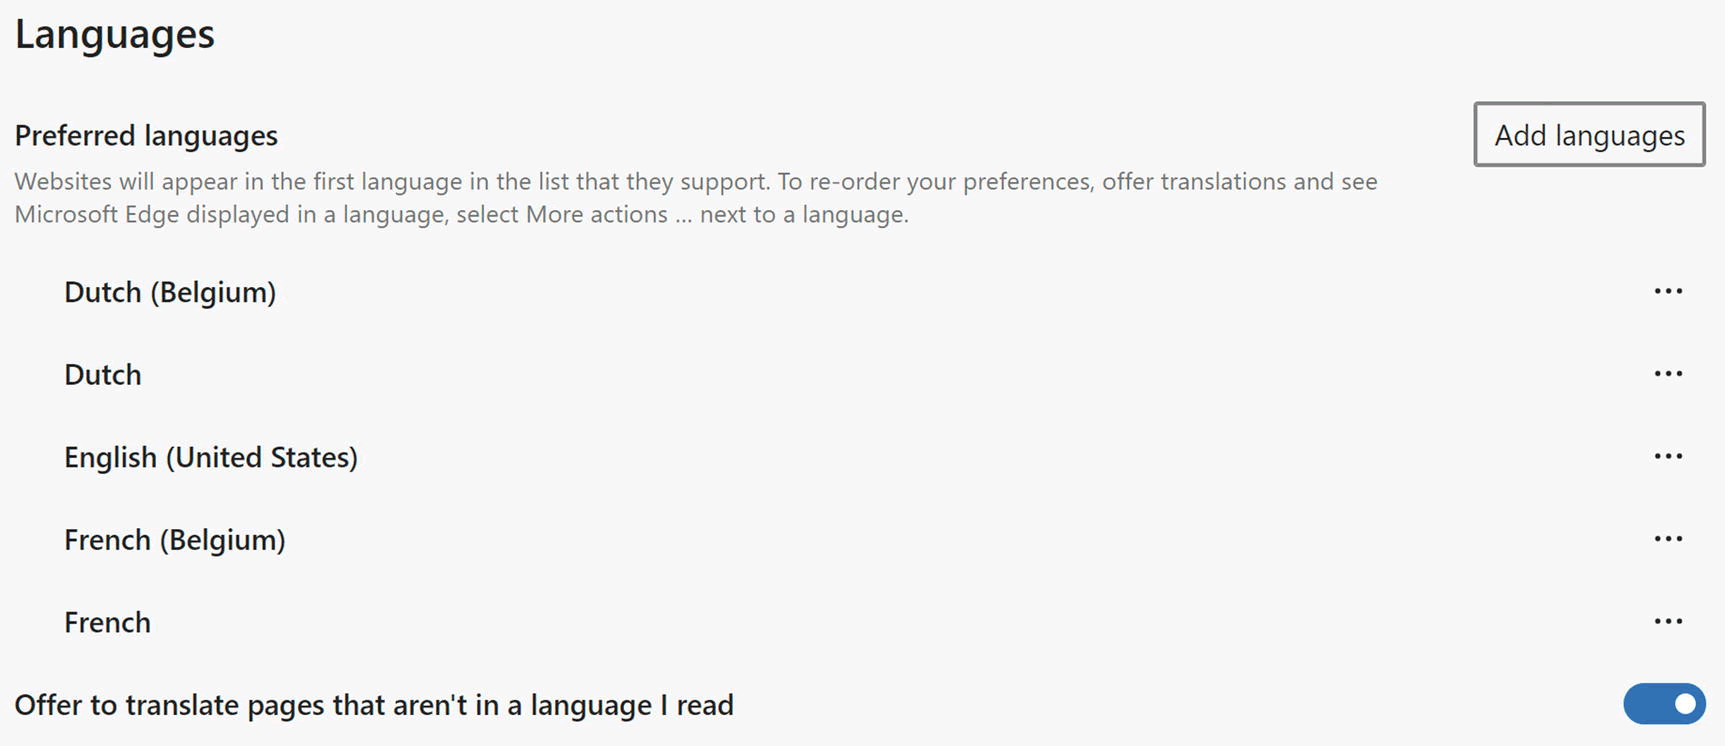 Languages
Preferred languages
Add languages
Websites will appear in the first language in the list that they support. To re-order your preferences, offer translations and see
Microsoft Edge displayed in a language, select More actions ... next to a language.
Dutch (Belgium)
Dutch
English (United States)
French (Belgium)
French
Offer to translate pages that aren't in a language I read